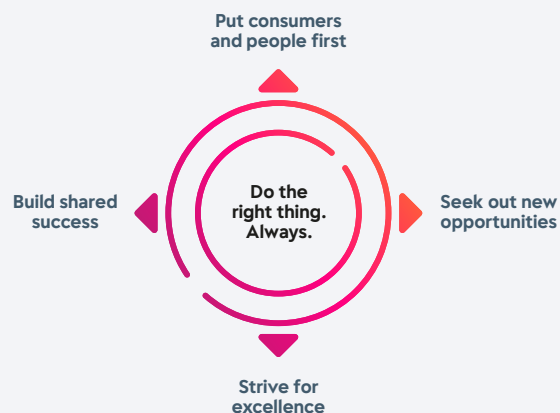 Put consumers
and people first
Build shared
success
Do the
right thing.
Always.
Seek out new
opportunities
Strive for
excellence